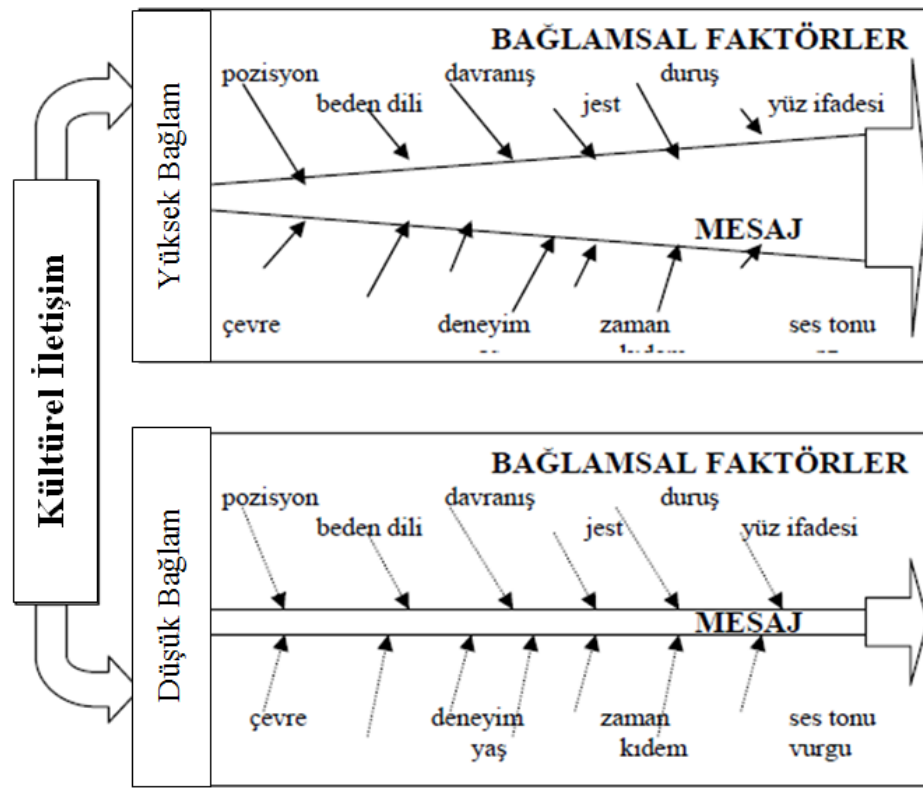 Kültürel İletişim
Yüksek Bağlam
BAĞLAMSAL FAKTÖRLER
pozisyon davranış duruş
beden dili jest yüz ifadesi
MESAJ
çevre deneyim zaman ses tonu
kıdem
Düşük Bağlam
BAĞLAMSAL FAKTÖRLER
pozisyon davranış duruş
beden dili jest yüz ifadesi
MESAJ
çevre deneyim zaman ses tonu
yaş kıdem vurgu